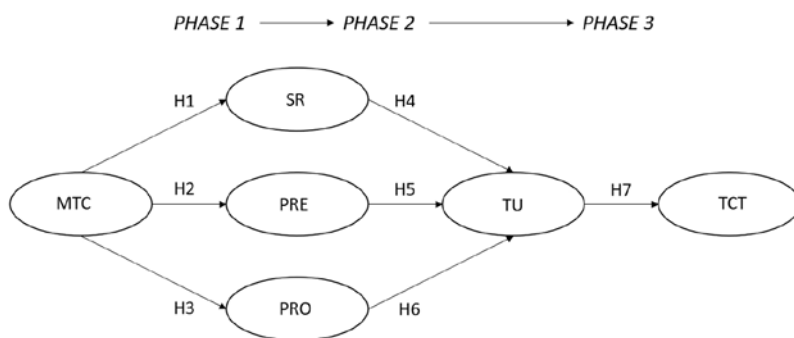 PHASE 1 PHASE 2 PHASE 3
H1 SR H4
MTC H2 PRE H5 TU H7 TCT
H3 PRO H6